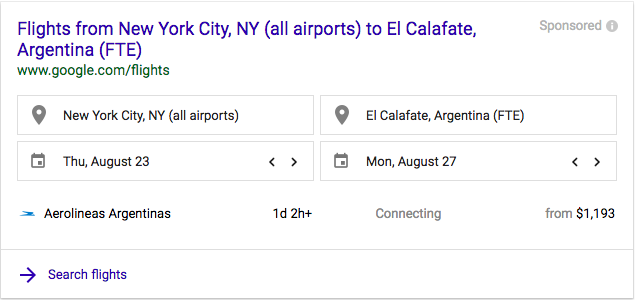 Flights from New York City, NY (all airports) to El Calafate,
Argentina (FTE)
Sponsored
www.google.com/flights
New York City, NY (all airports)
El Calafate, Argentina (FTE)
Thu, August 23
Mon, August 27
Aerolineas Argentinas 1d 2h+ Connecting from $1,193
Search flights